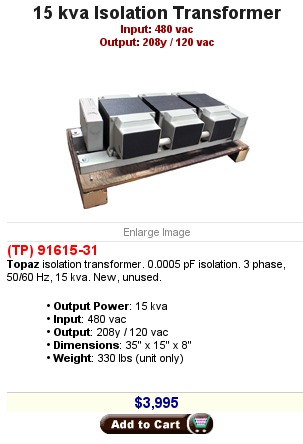 15 kva Isolation Transformer
Input: 480 vac
Output: 208y / 120 vac
Enlarge Image
(TP) 91615-31
Topaz isolation transformer. 0.0005 pF isolation. 3 phase,
50/60 Hz, 15 kva. New, unused.
• Output Power: 15 kva
• Input: 480 vac
• Output: 208y / 120 vac
• Dimensions: 35" x 15" x 8"
• Weight: 330 lbs (unit only)
$3,995
Add to Cart